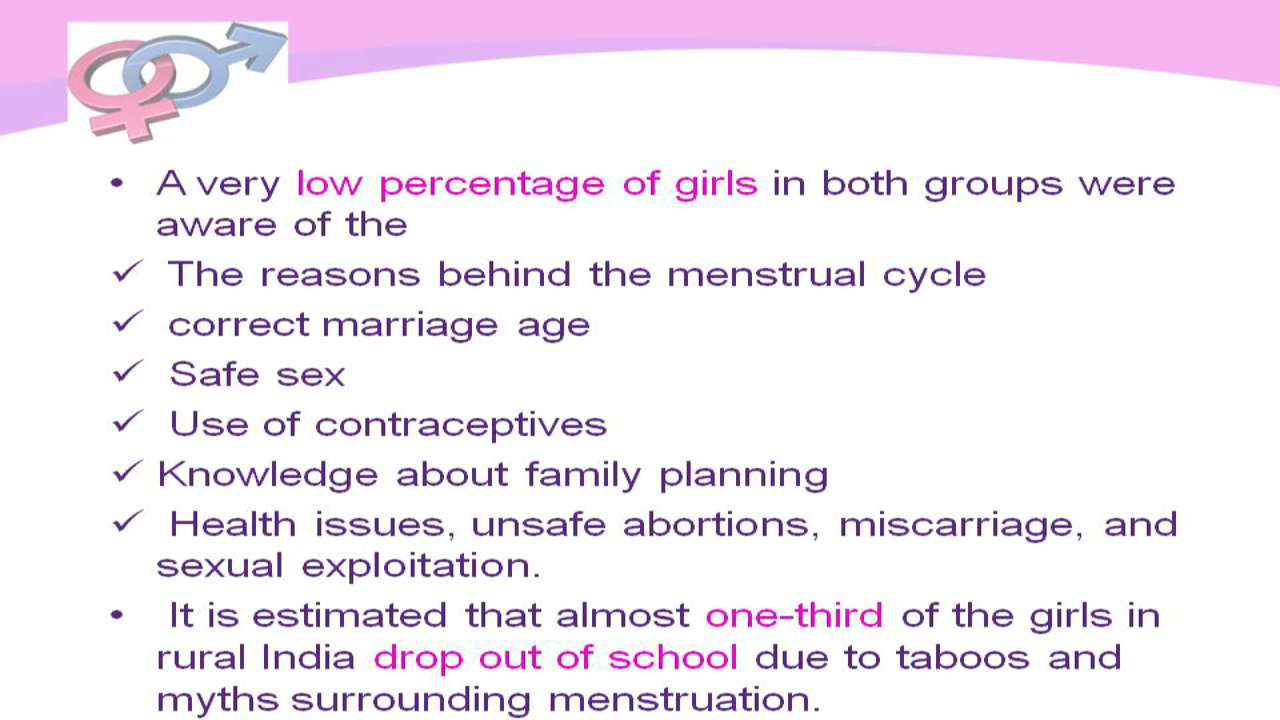 • A very low percentage of girls in both groups were
aware of the
✓ The reasons behind the menstrual cycle
✓ correct marriage age
✓ Safe sex
✓ Use of contraceptives
✓ Knowledge about family planning
✓ Health issues, unsafe abortions, miscarriage, and
sexual exploitation.
• It is estimated that almost one-third of the girls in
rural India drop out of school due to taboos and
myths surrounding menstruation.